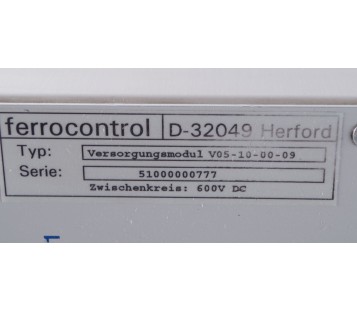 ferrocontrol D-32049 Herford
Typ: Versorgungsmodul V05-10-00-09
Serie: 51000000777
Zwischenkreis: 600V DC